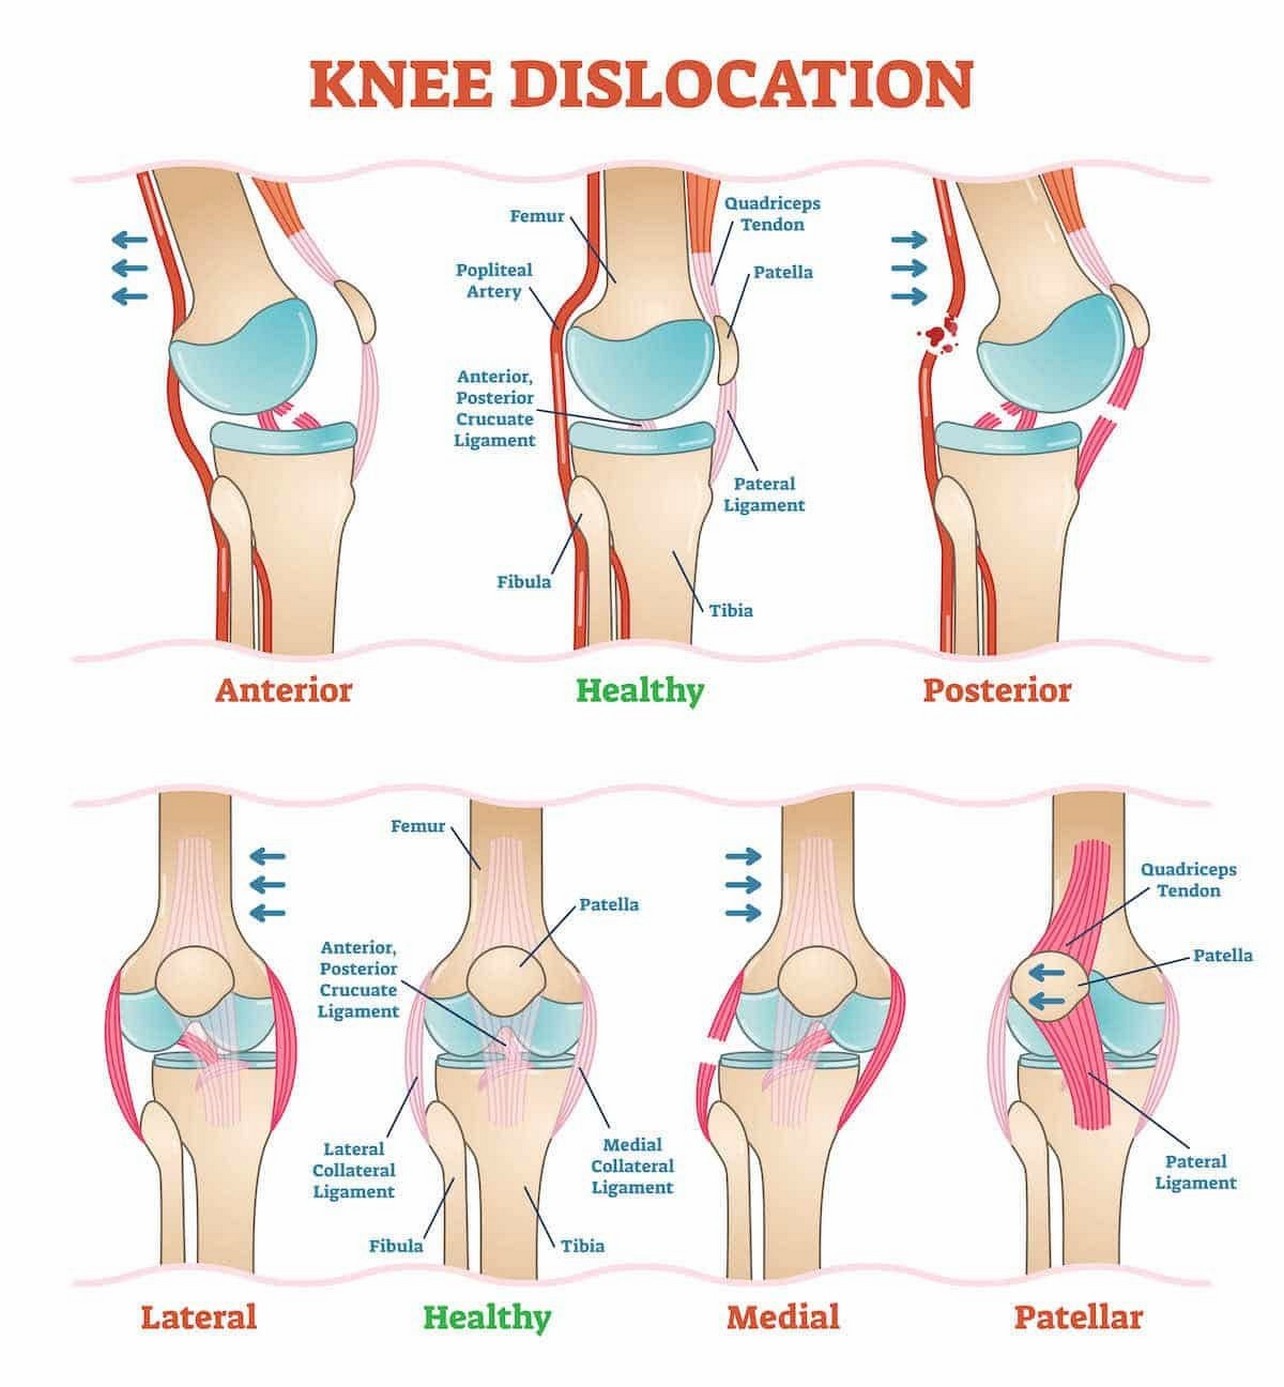 KNEE DISLOCATION
Femur
Quadriceps
Tendon
Popliteal
Artery
Patella
Anterior,
Posterior
Crucuate
Ligament
Pateral
Ligament
Fibula
Tibia
Anterior
Healthy
Posterior
Femur
Patella
Anterior,
Posterior
Crucuate
Ligament
Lateral
Collateral
Ligament
Medial
Collateral
Ligament
Fibula
Tibia
Quadriceps
Tendon
Patella
Pateral
Ligament
Lateral
Healthy
Medial
Patellar